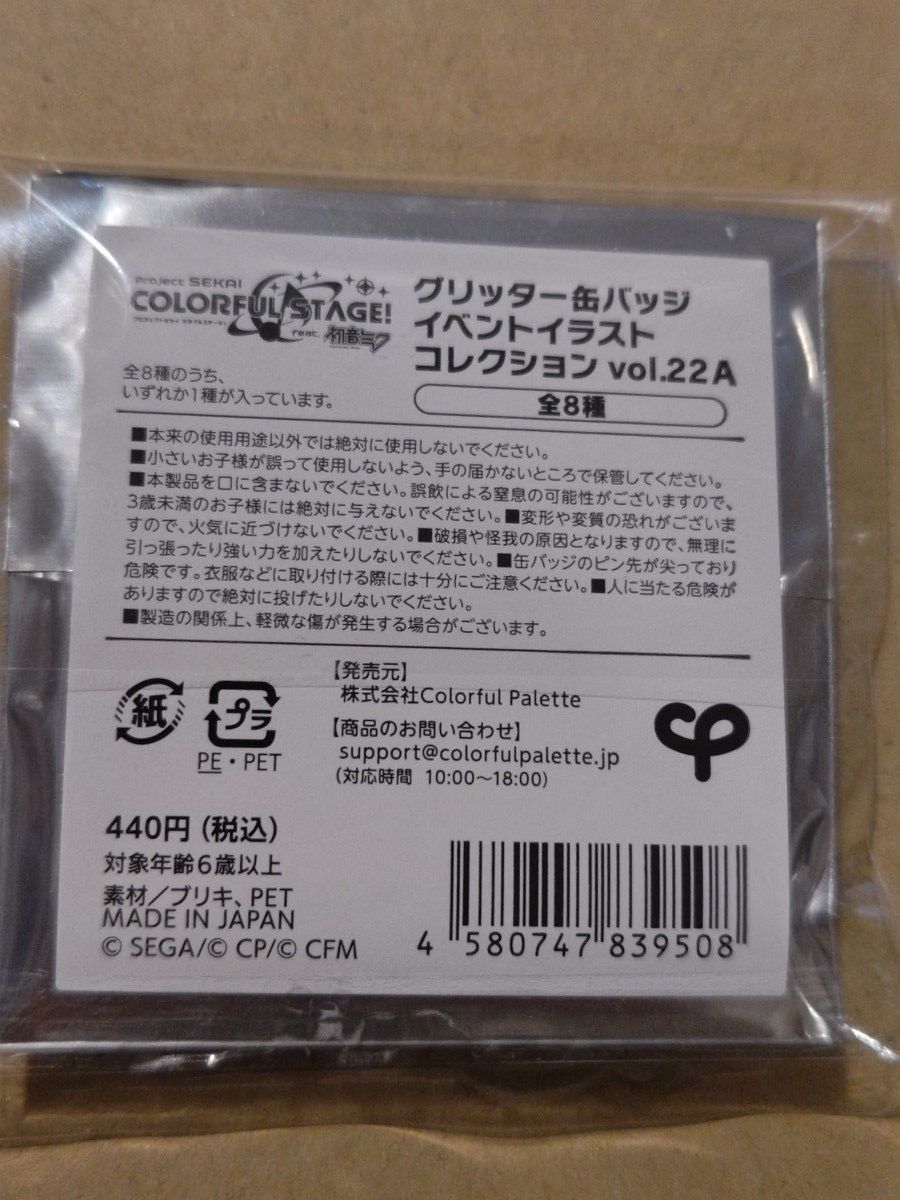 Project SEKAI
COLORFUL STAGE!
プロジェクトセカイ カラフルステージ!
feat. 初音ミク
グリッター缶バッジ
イベントイラスト
コレクション vol.22A
全8種
全8種のうち、
いずれか1種が入っています。
■本来の使用用途以外では絶対に使用しないでください。
■小さいお子様が誤って使用しないよう、手の届かないところで保管してください。
■本製品を口に含まないでください。誤飲による窒息の可能性がございますので、
3歳未満のお子様には絶対に与えないでください。■変形や変質の恐れがございま
すので、火気に近づけないでください。■破損や怪我の原因となりますので、無理に
引っ張ったり強い力を加えたりしないでください。■缶バッジのピン先が尖っており
危険です。衣服などに取り付ける際には十分にご注意ください。■人に当たる危険が
ありますので絶対に投げたりしないでください。
■製造の関係上、軽微な傷が発生する場合がございます。
紙
プラ
PE・PET
【発売元】
株式会社Colorful Palette
【商品のお問い合わせ】
support@colorfulpalette.jp
(対応時間 10:00〜18:00)
440円(税込)
対象年齢6歳以上
素材/ブリキ、PET
MADE IN JAPAN
© SEGA/© CP/© CFM
4 580747 839508